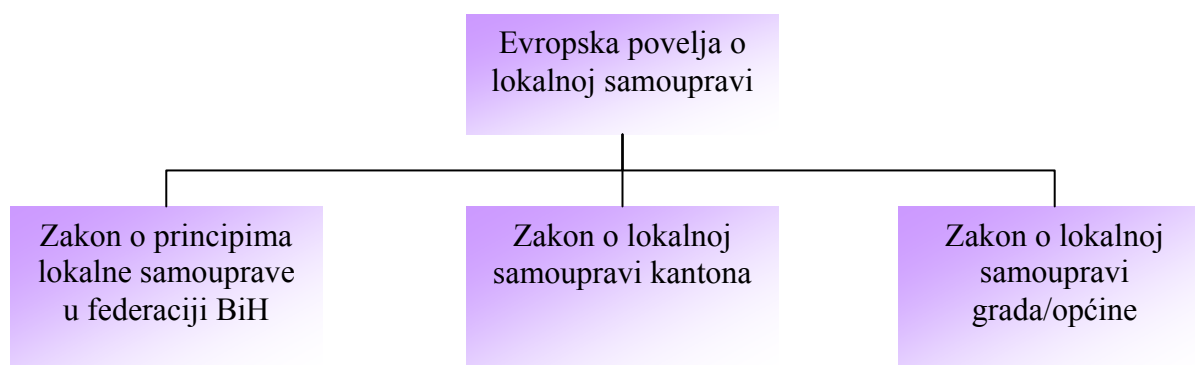 Evropska povelja o
lokalnoj samoupravi
Zakon o principima
lokalne samouprave
u federaciji BiH
Zakon o lokalnoj
samoupravi kantona
Zakon o lokalnoj
samoupravi
grada/općine